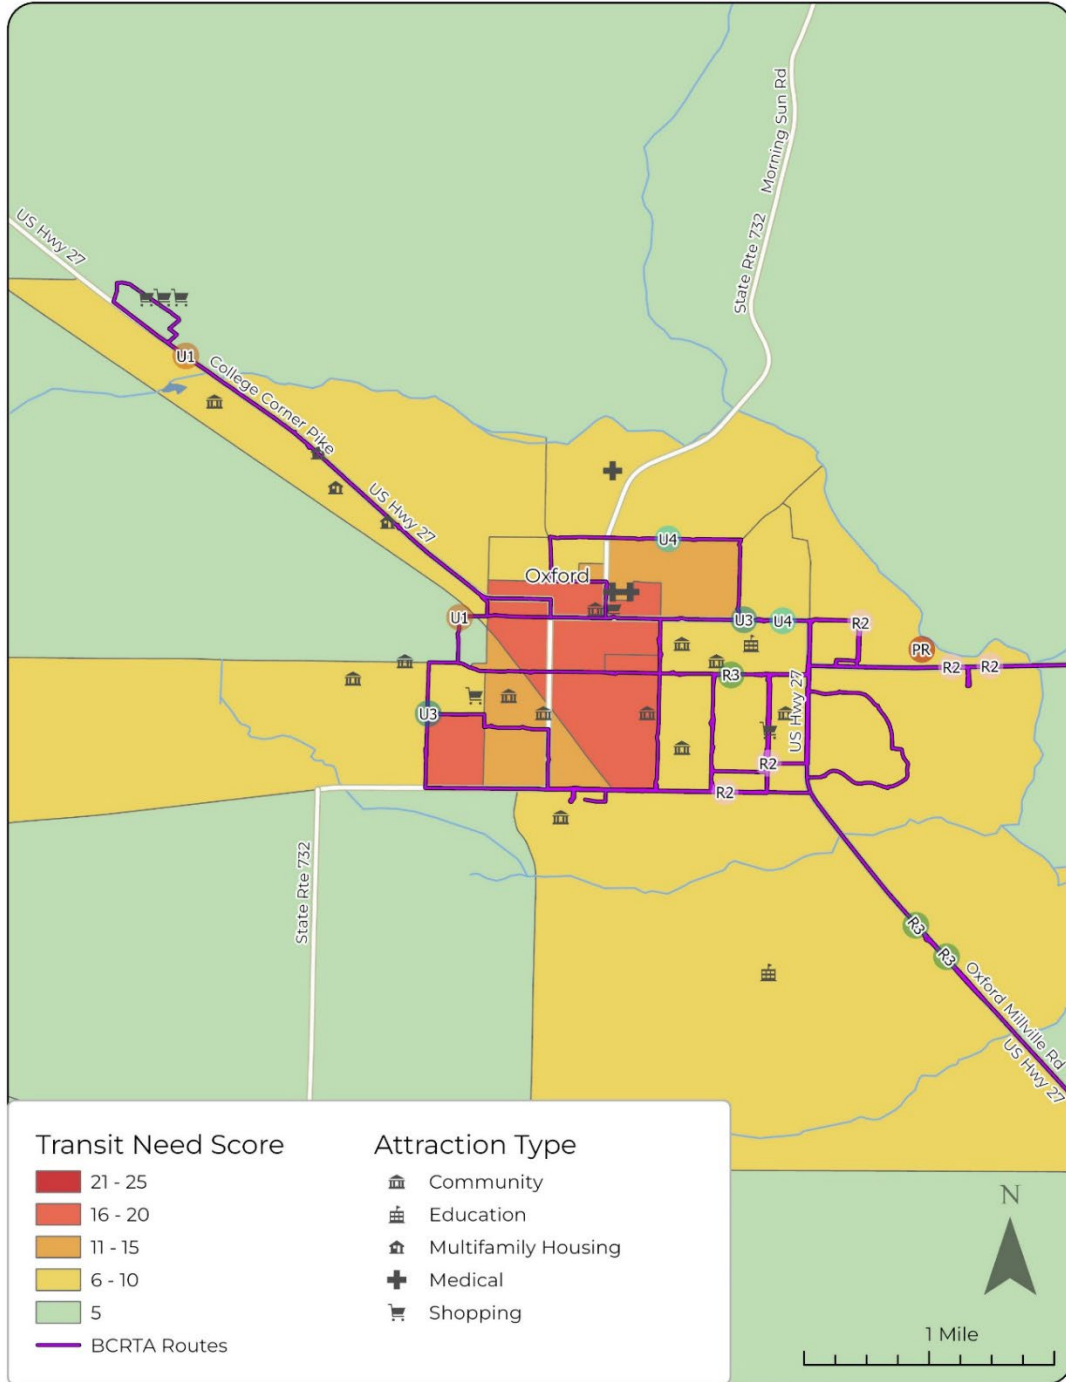 Morning Sun Rd
State Rte 732
US Hwy 27
U1
College Corner Pike
US Hwy 27
U4
Oxford
U1
U3
U4
R2
PR
R3
R2
R2
U3
US Hwy 27
R2
R2
State Rte 732
R3
R3
Oxford Millville Rd
US Hwy 27
Transit Need Score
21 - 25
16 - 20
11 - 15
6 - 10
5
BCRTA Routes
Attraction Type
Community
Education
Multifamily Housing
Medical
Shopping
N
1 Mile